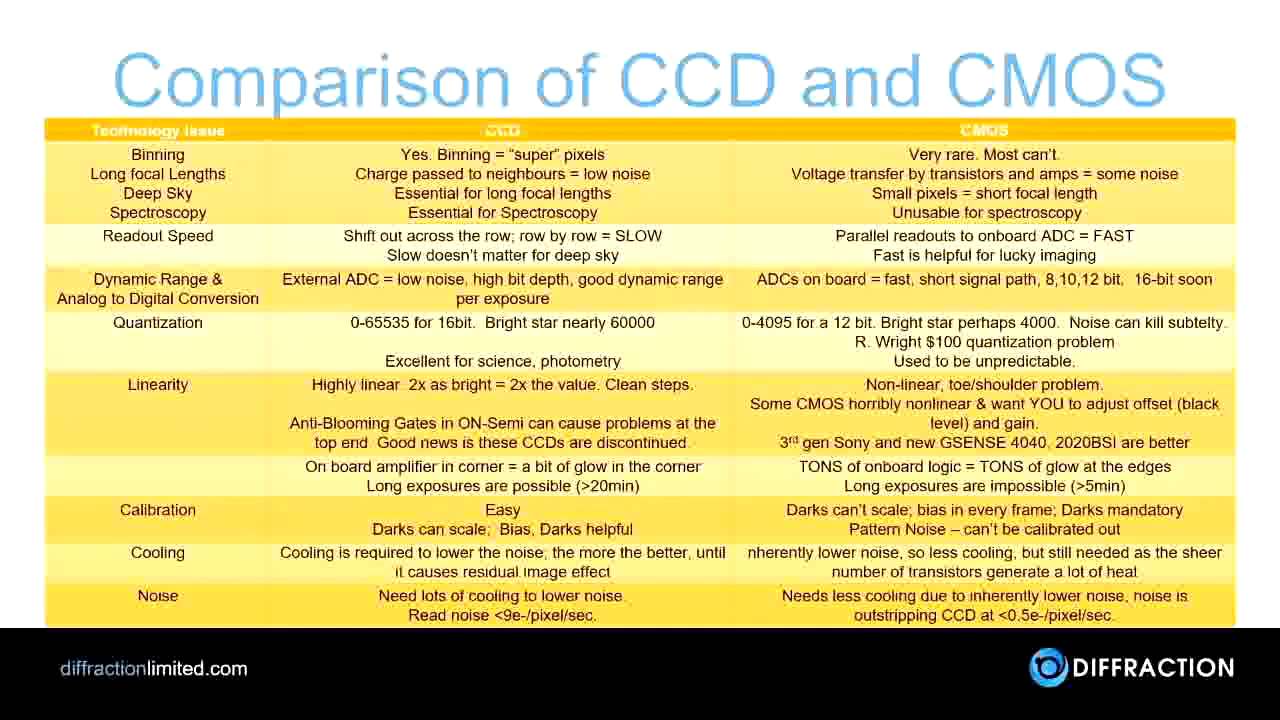 Comparison of CCD and CMOS
Technology Issue CCD CMOS
Binning Yes. Binning = "super" pixels Very rare. Most can't.
Long focal Lengths Charge passed to neighbours = low noise Voltage transfer by transistors and amps = some noise
Deep Sky Essential for long focal lengths Small pixels = short focal length
Spectroscopy Essential for Spectroscopy Unusable for spectroscopy
Readout Speed Shift out across the row; row by row = SLOW Parallel readouts to onboard ADC = FAST
Slow doesn't matter for deep sky Fast is helpful for lucky imaging
Dynamic Range & External ADC = low noise, high bit depth, good dynamic range ADCs on board = fast, short signal path, 8,10,12 bit, 16-bit soon
Analog to Digital Conversion per exposure
Quantization 0-65535 for 16bit. Bright star nearly 60000 0-4095 for a 12 bit. Bright star perhaps 4000. Noise can kill subtelty.
R. Wright $100 quantization problem
Excellent for science, photometry Used to be unpredictable.
Linearity Highly linear 2x as bright = 2x the value. Clean steps. Non-linear, toe/shoulder problem.
Some CMOS horribly nonlinear & want YOU to adjust offset (black
Anti-Blooming Gates in ON-Semi can cause problems at the level) and gain.
top end Good news is these CCDs are discontinued. 3rd gen Sony and new GSENSE 4040, 2020BSI are better
On board amplifier in corner = a bit of glow in the corner TONS of onboard logic = TONS of glow at the edges
Long exposures are possible (>20min) Long exposures are impossible (>5min)
Calibration Easy Darks can't scale; bias in every frame; Darks mandatory
Darks can scale; Bias, Darks helpful Pattern Noise – can't be calibrated out
Cooling Cooling is required to lower the noise; the more the better, until nherently lower noise, so less cooling, but still needed as the sheer
it causes residual image effect number of transistors generate a lot of heat
Noise Need lots of cooling to lower noise. Needs less cooling due to inherently lower noise, noise is
Read noise <9e-/pixel/sec. outstripping CCD at <0.5e-/pixel/sec.
diffractionlimited.com DIFFRACTION